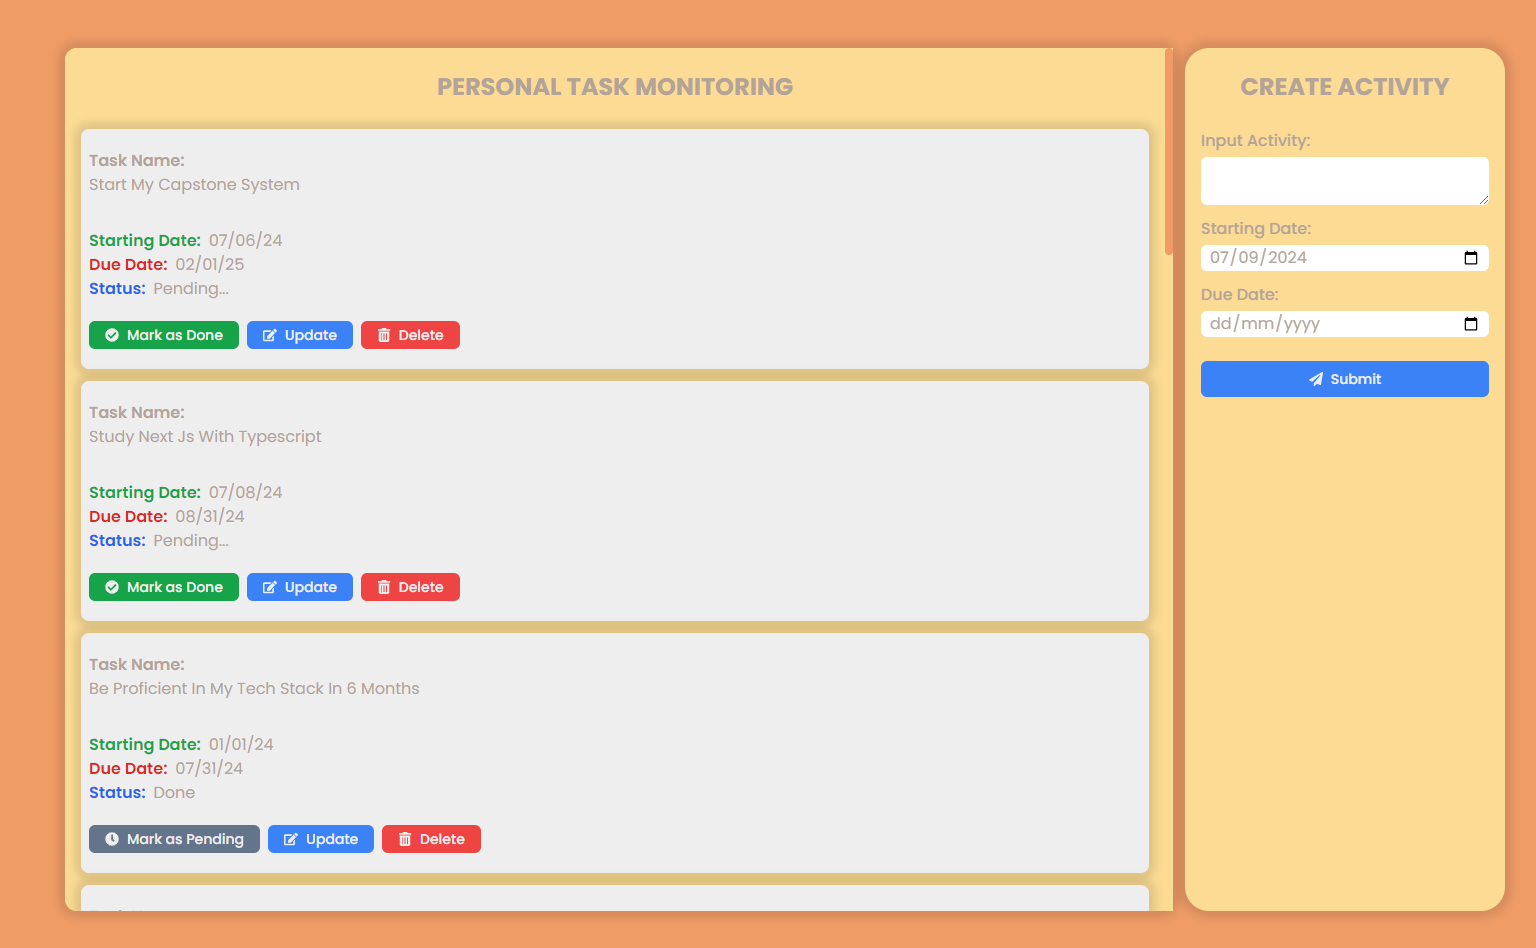 PERSONAL TASK MONITORING
Task Name:
Start My Capstone System
Starting Date: 07/06/24
Due Date: 02/01/25
Status: Pending...
Mark as Done Update Delete
Task Name:
Study Next Js With Typescript
Starting Date: 07/08/24
Due Date: 08/31/24
Status: Pending...
Mark as Done Update Delete
Task Name:
Be Proficient In My Tech Stack In 6 Months
Starting Date: 01/01/24
Due Date: 07/31/24
Status: Done
Mark as Pending Update Delete
CREATE ACTIVITY
Input Activity:
Starting Date:
07/09/2024
Due Date:
dd/mm/yyyy
Submit